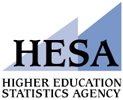 HESA
HIGHER EDUCATION
STATISTICS AGENCY